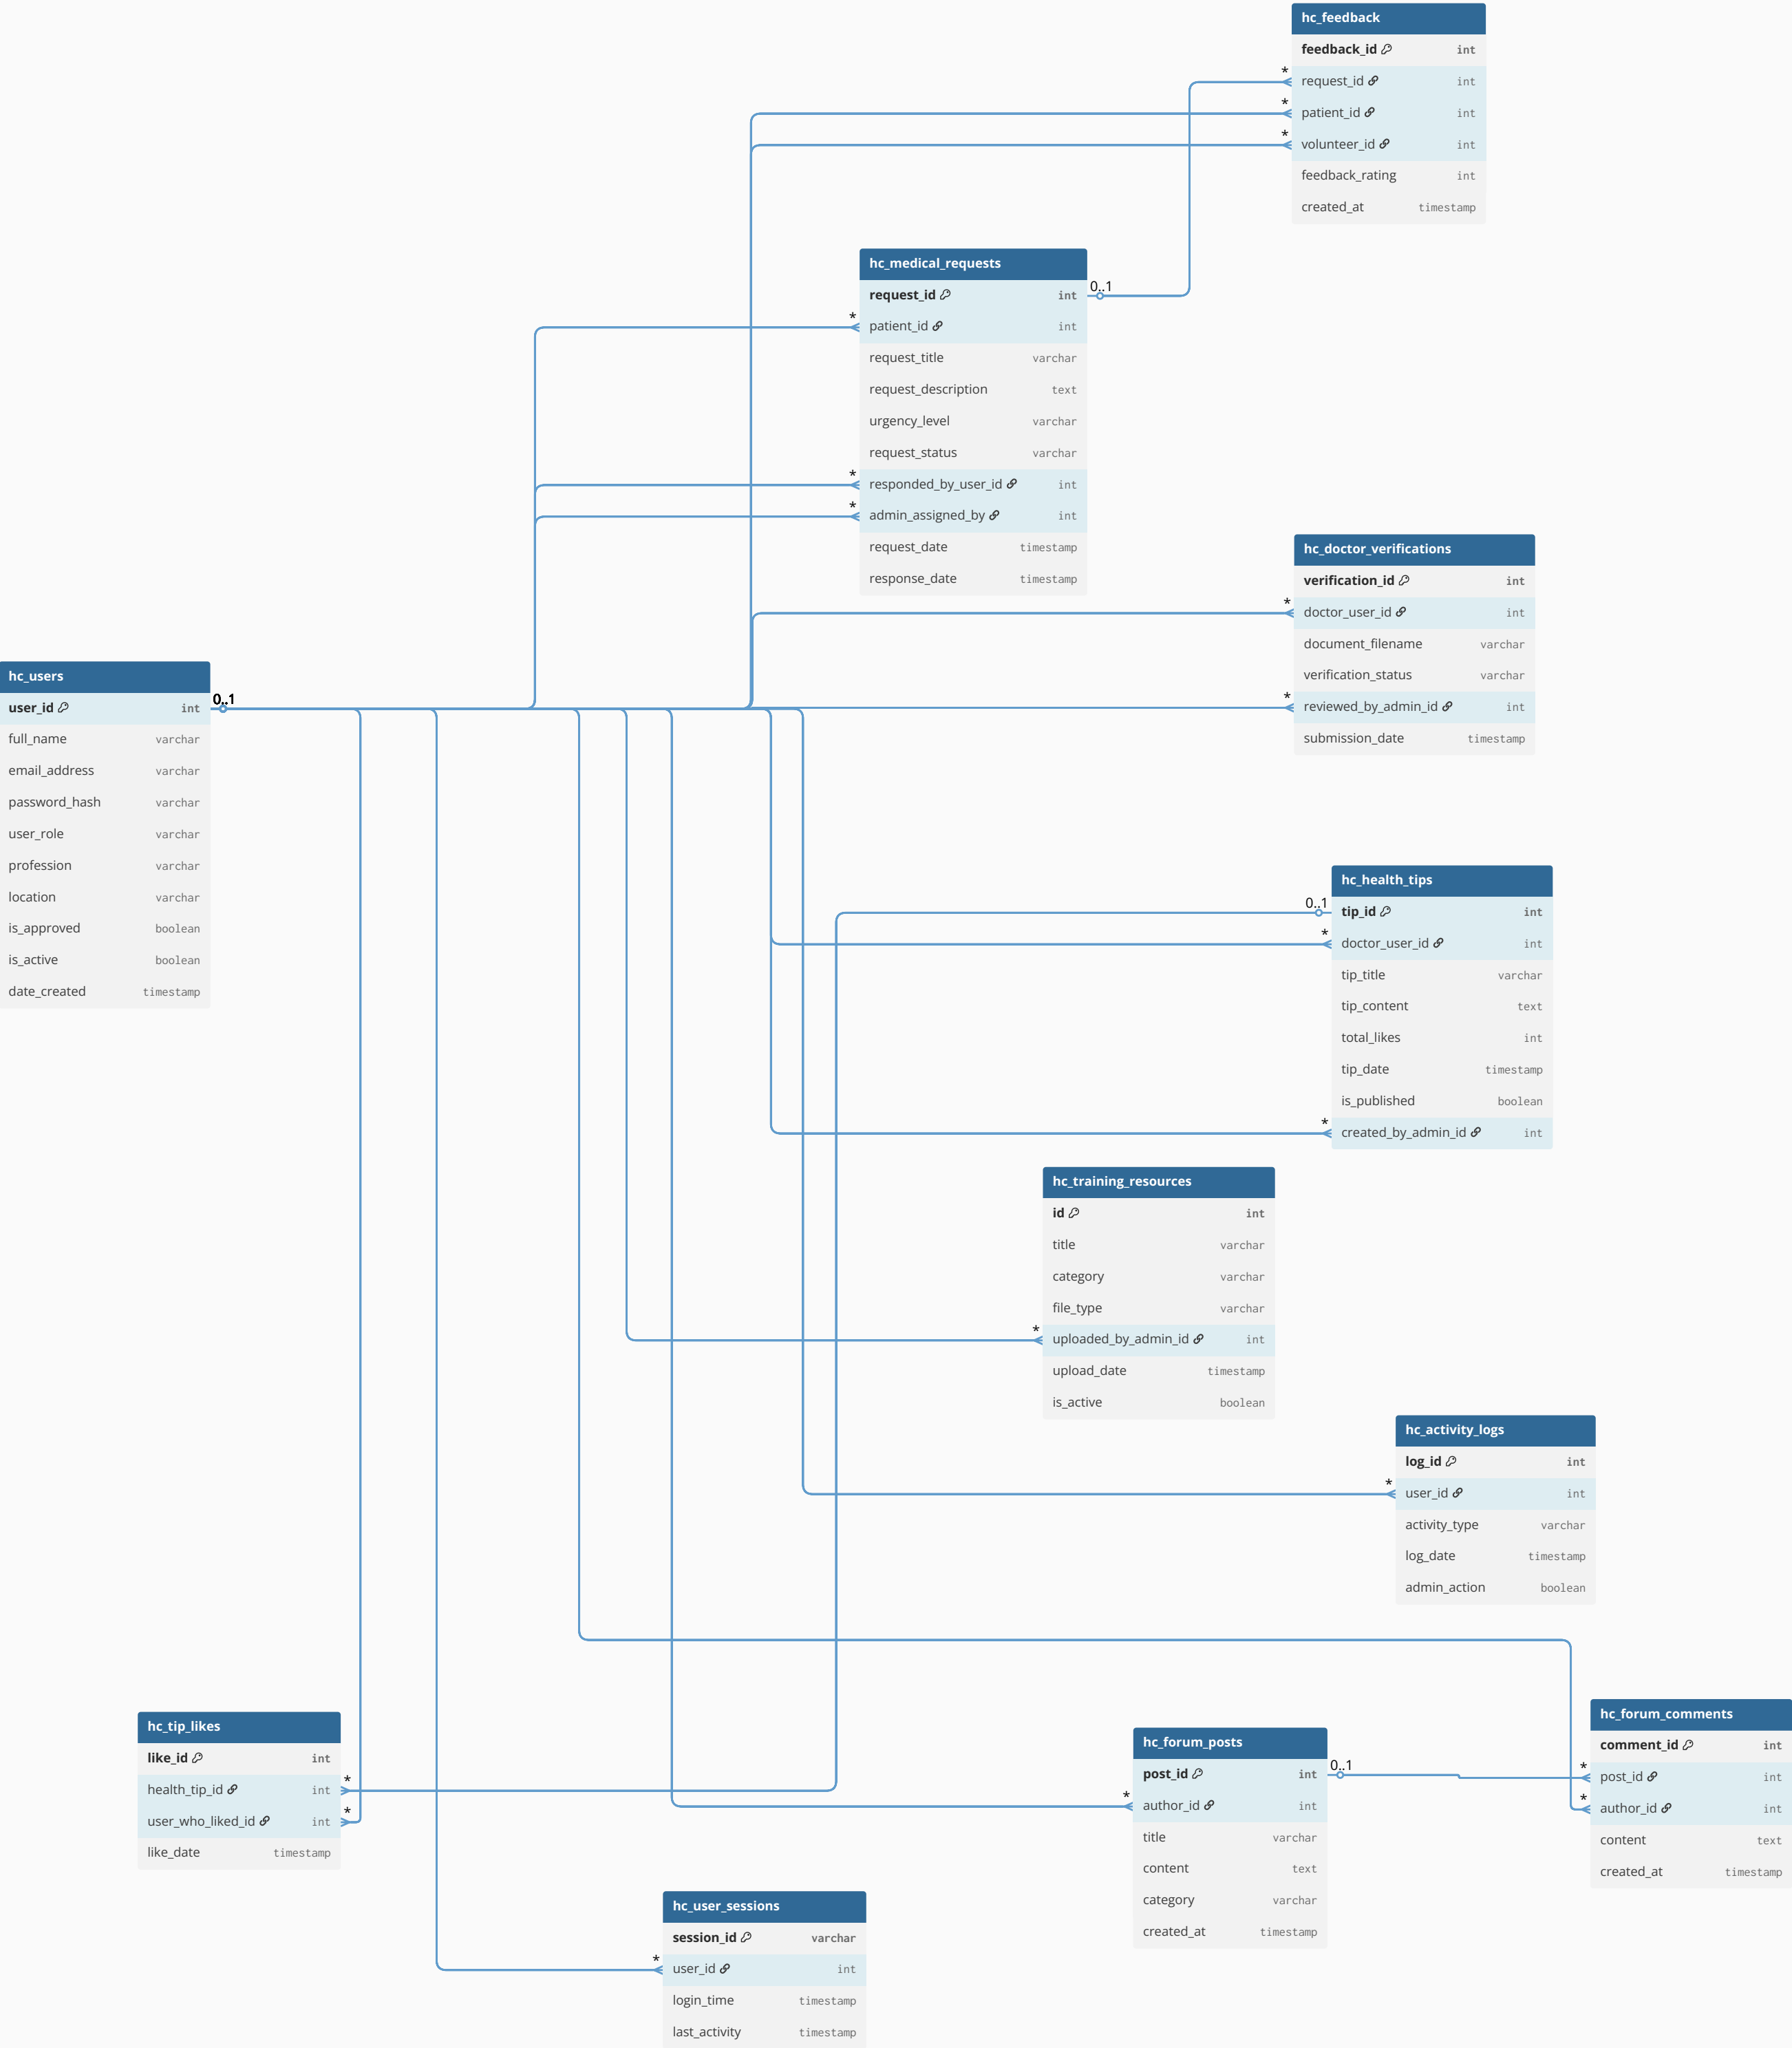 hc_feedback
feedback_id int
* request_id int
* patient_id int
* volunteer_id int
feedback_rating int
created_at timestamp
hc_medical_requests
request_id int 0..1
* patient_id int
request_title varchar
request_description text
urgency_level varchar
request_status varchar
* responded_by_user_id int
* admin_assigned_by int
request_date timestamp
response_date timestamp
hc_doctor_verifications
verification_id int
* doctor_user_id int
document_filename varchar
verification_status varchar
* reviewed_by_admin_id int
submission_date timestamp
hc_users
user_id int 0..1
full_name varchar
email_address varchar
password_hash varchar
user_role varchar
profession varchar
location varchar
is_approved boolean
is_active boolean
date_created timestamp
hc_health_tips
0..1 tip_id int
* doctor_user_id int
tip_title varchar
tip_content text
total_likes int
tip_date timestamp
is_published boolean
* created_by_admin_id int
hc_training_resources
id int
title varchar
category varchar
file_type varchar
* uploaded_by_admin_id int
upload_date timestamp
is_active boolean
hc_activity_logs
log_id int
* user_id int
activity_type varchar
log_date timestamp
admin_action boolean
hc_tip_likes
like_id int
health_tip_id int *
user_who_liked_id int *
like_date timestamp
hc_forum_posts
post_id int 0..1
* author_id int
title varchar
content text
category varchar
created_at timestamp
hc_forum_comments
comment_id int
* post_id int
* author_id int
content text
created_at timestamp
hc_user_sessions
session_id varchar
* user_id int
login_time timestamp
last_activity timestamp